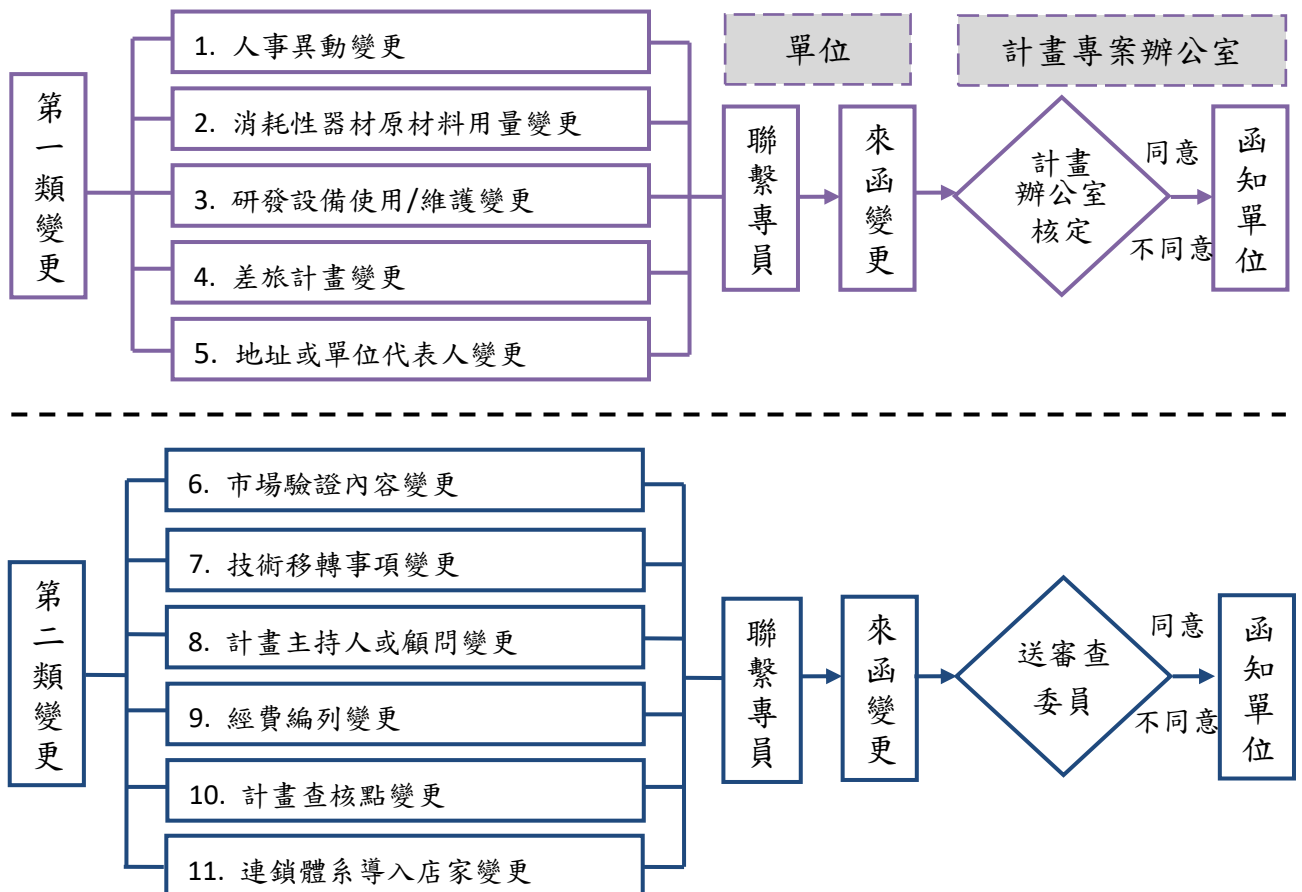 單位
計畫專案辦公室
第一類變更
1. 人事異動變更
2. 消耗性器材原材料用量變更
3. 研發設備使用/維護變更
4. 差旅計畫變更
5. 地址或單位代表人變更
聯繫專員
來函變更
計畫
辦公室
核定
同意
不同意
函知單位
第二類變更
6. 市場驗證內容變更
7. 技術移轉事項變更
8. 計畫主持人或顧問變更
9. 經費編列變更
10. 計畫查核點變更
11. 連鎖體系導入店家變更
聯繫專員
來函變更
送審查
委員
同意
不同意
函知單位